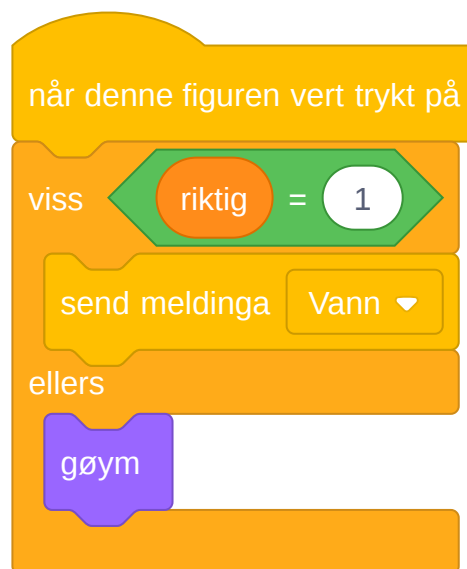 når denne figuren vert trykt på
viss riktig = 1
send meldinga Vann
ellers
gøym